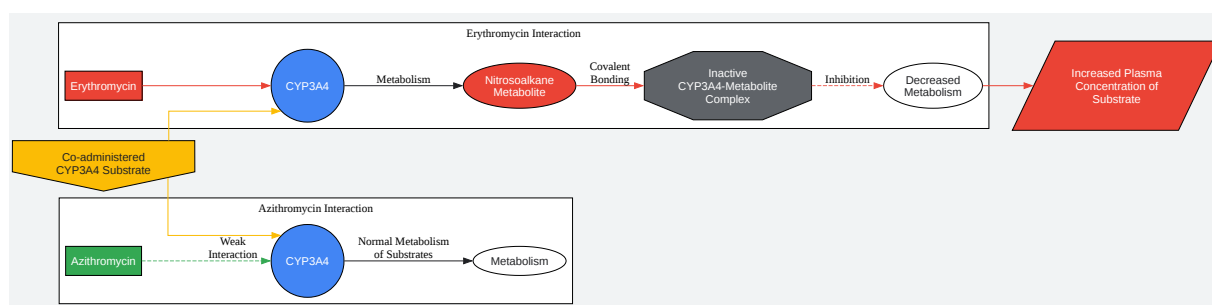 Erythromycin Interaction
Erythromycin
CYP3A4
Metabolism
Nitrosoalkane
Metabolite
Covalent
Bonding
Inactive
CYP3A4-Metabolite
Complex
Inhibition
Decreased
Metabolism
Increased Plasma
Concentration of
Substrate
Co-administered
CYP3A4 Substrate
Azithromycin Interaction
Azithromycin
Weak
Interaction
CYP3A4
Normal Metabolism
of Substrates
Metabolism